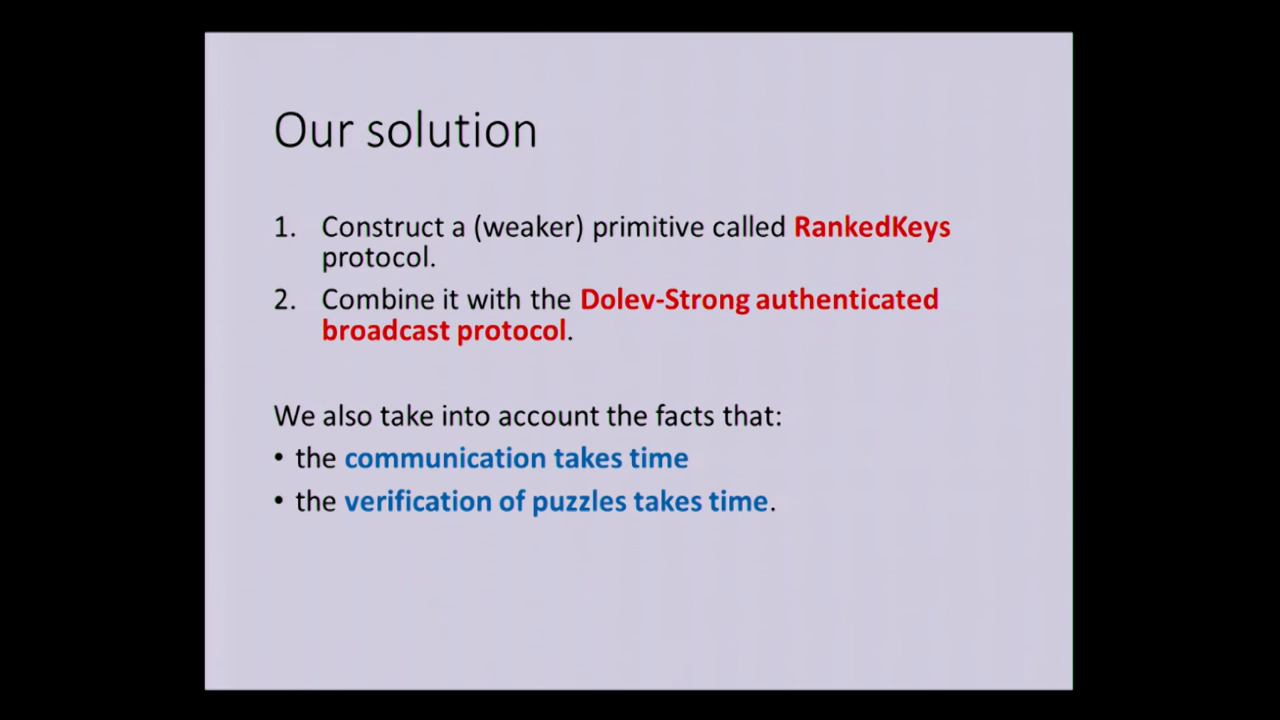 Our solution
1. Construct a (weaker) primitive called RankedKeys
protocol.
2. Combine it with the Dolev-Strong authenticated
broadcast protocol.
We also take into account the facts that:
• the communication takes time
• the verification of puzzles takes time.